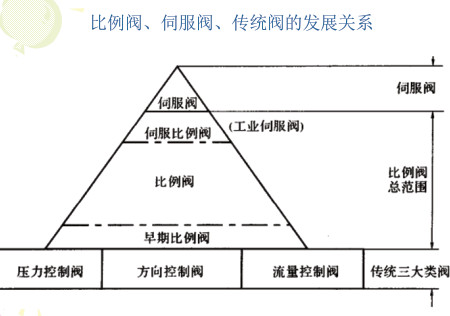 比例阀、伺服阀、传统阀的发展关系
伺服阀
伺服阀
伺服比例阀
(工业伺服阀)
比例阀
比例阀
总范围
早期比例阀
压力控制阀
方向控制阀
流量控制阀
传统三大类阀